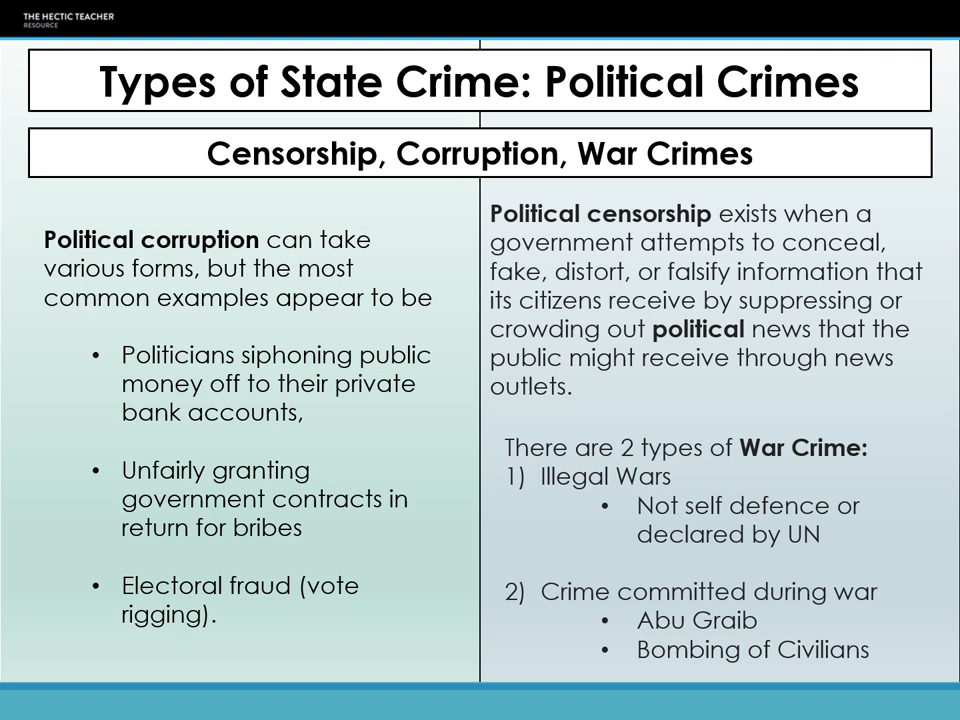 THE HECTIC TEACHER
RESOURCE
Types of State Crime: Political Crimes
Censorship, Corruption, War Crimes
Political corruption can take
various forms, but the most
common examples appear to be
• Politicians siphoning public
money off to their private
bank accounts,
• Unfairly granting
government contracts in
return for bribes
• Electoral fraud (vote
rigging).
Political censorship exists when a
government attempts to conceal,
fake, distort, or falsify information that
its citizens receive by suppressing or
crowding out political news that the
public might receive through news
outlets.
There are 2 types of War Crime:
1) Illegal Wars
• Not self defence or
declared by UN
2) Crime committed during war
• Abu Graib
• Bombing of Civilians